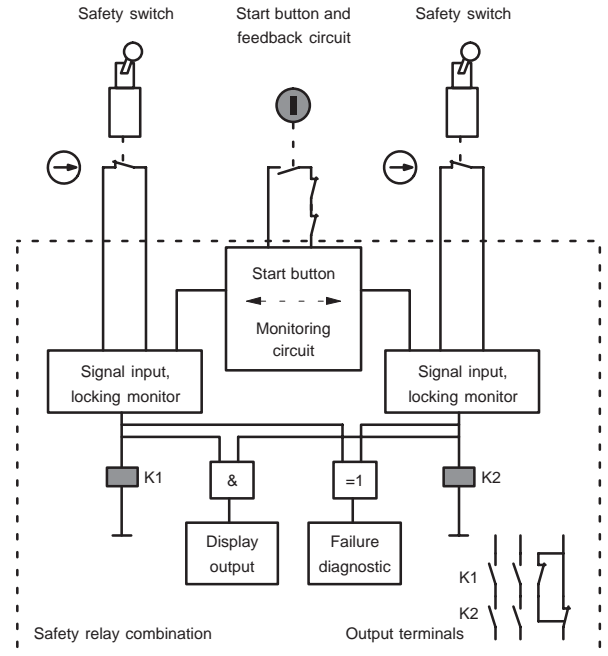 Safety switch
Start button and
feedback circuit
Safety switch
Start button
Monitoring
circuit
Signal input,
locking monitor
Signal input,
locking monitor
K1
&
=1
K2
Display
output
Failure
diagnostic
K1
K2
Safety relay combination
Output terminals